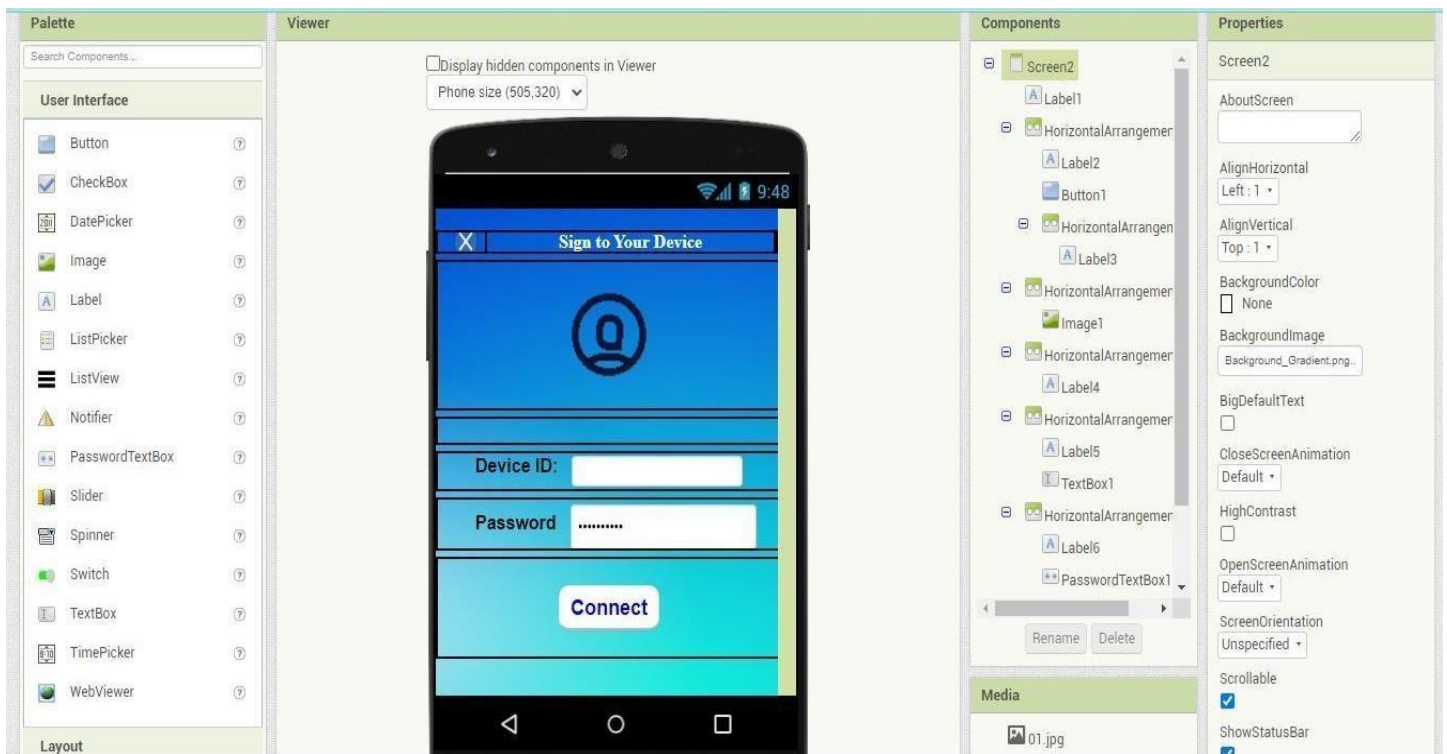 Palette
Search Components...
User Interface
Button
CheckBox
DatePicker
Image
Label
ListPicker
ListView
Notifier
PasswordTextBox
Slider
Spinner
Switch
TextBox
TimePicker
WebViewer
Layout
Viewer
Display hidden components in Viewer
Phone size (505,320)
9:48
X Sign to Your Device
Device ID:
Password ..........
Connect
Components
Screen2
Label1
HorizontalArrangemer
Label2
Button1
HorizontalArrangen
Label3
HorizontalArrangemer
Image1
HorizontalArrangemer
Label4
HorizontalArrangemer
Label5
TextBox1
HorizontalArrangemer
Label6
PasswordTextBox1
Rename Delete
Media
01.jpg
Properties
Screen2
AboutScreen
AlignHorizontal
Left : 1
AlignVertical
Top : 1
BackgroundColor
None
BackgroundImage
Background_Gradient.png...
BigDefaultText
CloseScreenAnimation
Default
HighContrast
OpenScreenAnimation
Default
ScreenOrientation
Unspecified
Scrollable
ShowStatusBar